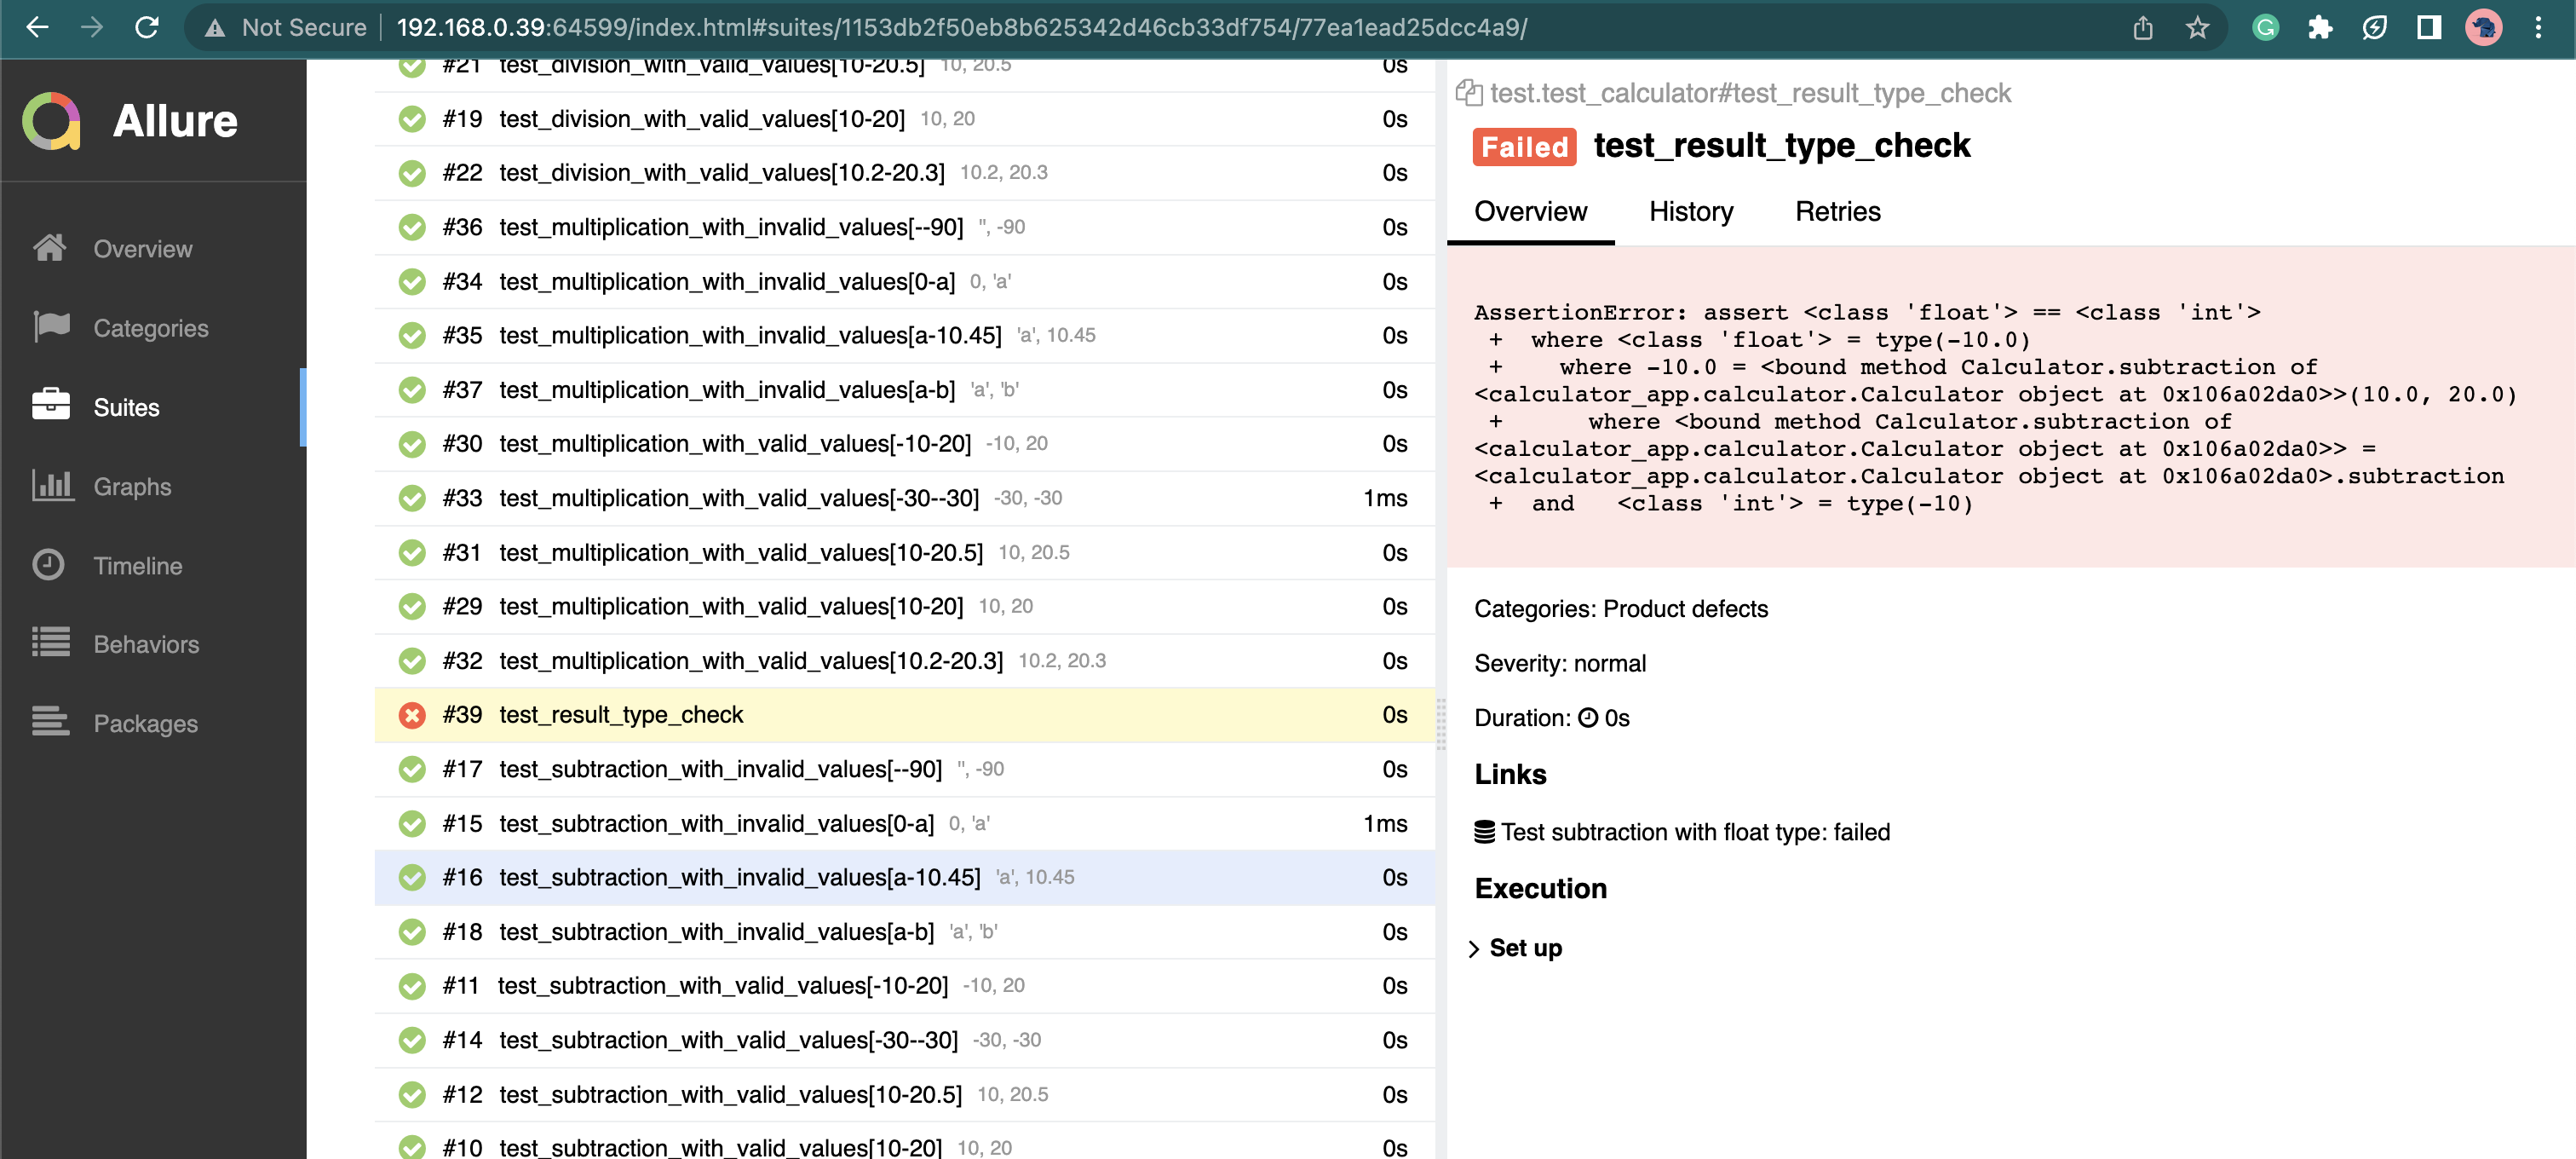 Not Secure 192.168.0.39:64599/index.html#suites/1153db2f50eb8b625342d46cb33df754/77ea1ead25dcc4a9/
Allure
Overview
Categories
Suites
Graphs
Timeline
Behaviors
Packages
#21 test_division_with_valid_values[10-20.5] 10, 20.5 0s
#19 test_division_with_valid_values[10-20] 10, 20 0s
#22 test_division_with_valid_values[10.2-20.3] 10.2, 20.3 0s
#36 test_multiplication_with_invalid_values[--90] '', -90 0s
#34 test_multiplication_with_invalid_values[0-a] 0, 'a' 0s
#35 test_multiplication_with_invalid_values[a-10.45] 'a', 10.45 0s
#37 test_multiplication_with_invalid_values[a-b] 'a', 'b' 0s
#30 test_multiplication_with_valid_values[-10-20] -10, 20 0s
#33 test_multiplication_with_valid_values[-30--30] -30, -30 1ms
#31 test_multiplication_with_valid_values[10-20.5] 10, 20.5 0s
#29 test_multiplication_with_valid_values[10-20] 10, 20 0s
#32 test_multiplication_with_valid_values[10.2-20.3] 10.2, 20.3 0s
#39 test_result_type_check 0s
#17 test_subtraction_with_invalid_values[--90] '', -90 0s
#15 test_subtraction_with_invalid_values[0-a] 0, 'a' 1ms
#16 test_subtraction_with_invalid_values[a-10.45] 'a', 10.45 0s
#18 test_subtraction_with_invalid_values[a-b] 'a', 'b' 0s
#11 test_subtraction_with_valid_values[-10-20] -10, 20 0s
#14 test_subtraction_with_valid_values[-30--30] -30, -30 0s
#12 test_subtraction_with_valid_values[10-20.5] 10, 20.5 0s
#10 test_subtraction_with_valid_values[10-20] 10, 20 0s
test.test_calculator#test_result_type_check
Failed test_result_type_check
Overview History Retries
AssertionError: assert <class 'float'> == <class 'int'>
+ where <class 'float'> = type(-10.0)
+ where -10.0 = <bound method Calculator.subtraction of
<calculator_app.calculator.Calculator object at 0x106a02da0>>(10.0, 20.0)
+ where <bound method Calculator.subtraction of
<calculator_app.calculator.Calculator object at 0x106a02da0>> =
<calculator_app.calculator.Calculator object at 0x106a02da0>.subtraction
+ and <class 'int'> = type(-10)
Categories: Product defects
Severity: normal
Duration: 0s
Links
Test subtraction with float type: failed
Execution
Set up